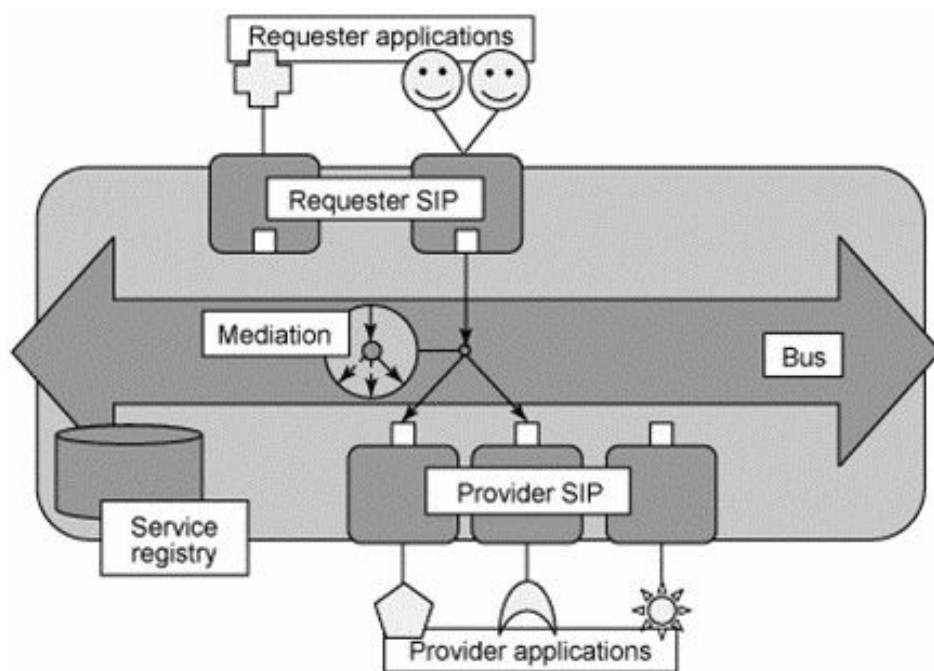 Requester applications
Requester SIP
Mediation
Bus
Provider SIP
Service
registry
Provider applications